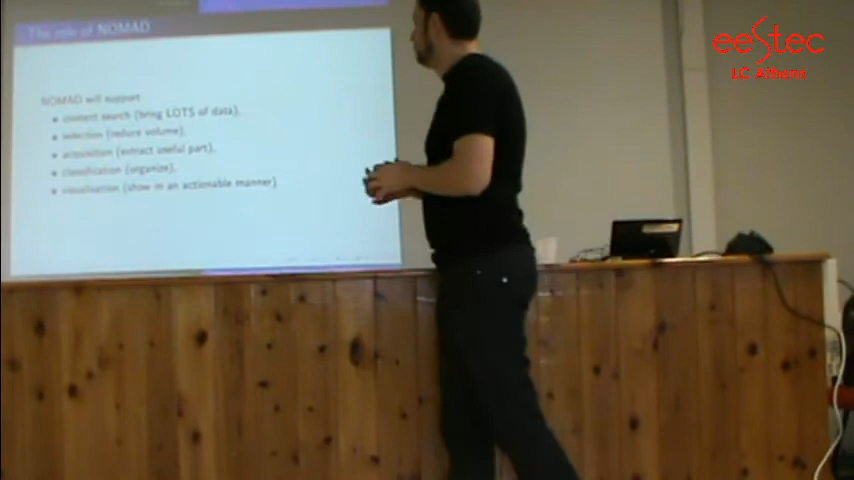 The role of NOMAD
NOMAD will support
content search (bring LOTS of data),
selection (reduce volume),
acquisition (extract useful part),
classification (organize),
visualisation (show in an actionable manner)
eestec
LC Athens